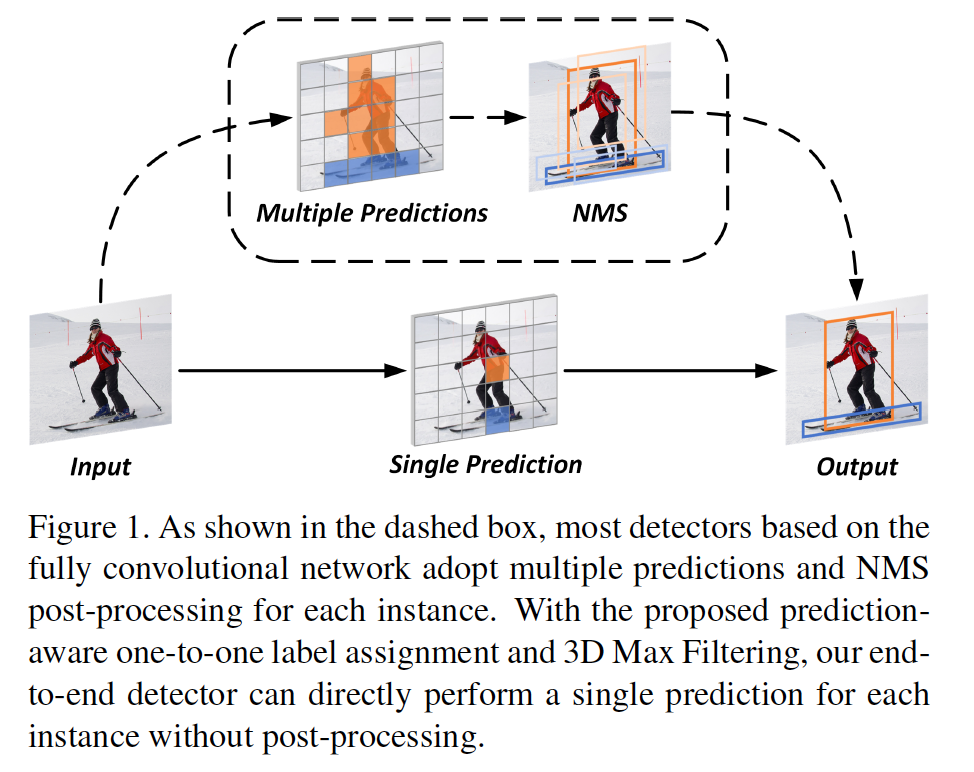 Multiple Predictions
NMS
Input
Single Prediction
Output
Figure 1. As shown in the dashed box, most detectors based on the
fully convolutional network adopt multiple predictions and NMS
post-processing for each instance. With the proposed prediction-
aware one-to-one label assignment and 3D Max Filtering, our end-
to-end detector can directly perform a single prediction for each
instance without post-processing.